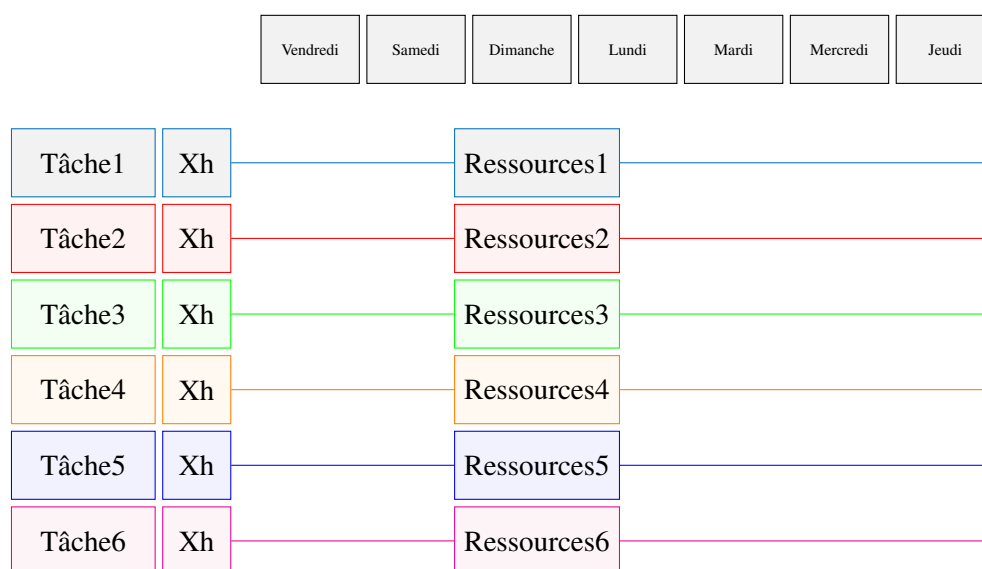 Vendredi Samedi Dimanche Lundi Mardi Mercredi Jeudi
Tâche1 Xh Ressources1
Tâche2 Xh Ressources2
Tâche3 Xh Ressources3
Tâche4 Xh Ressources4
Tâche5 Xh Ressources5
Tâche6 Xh Ressources6